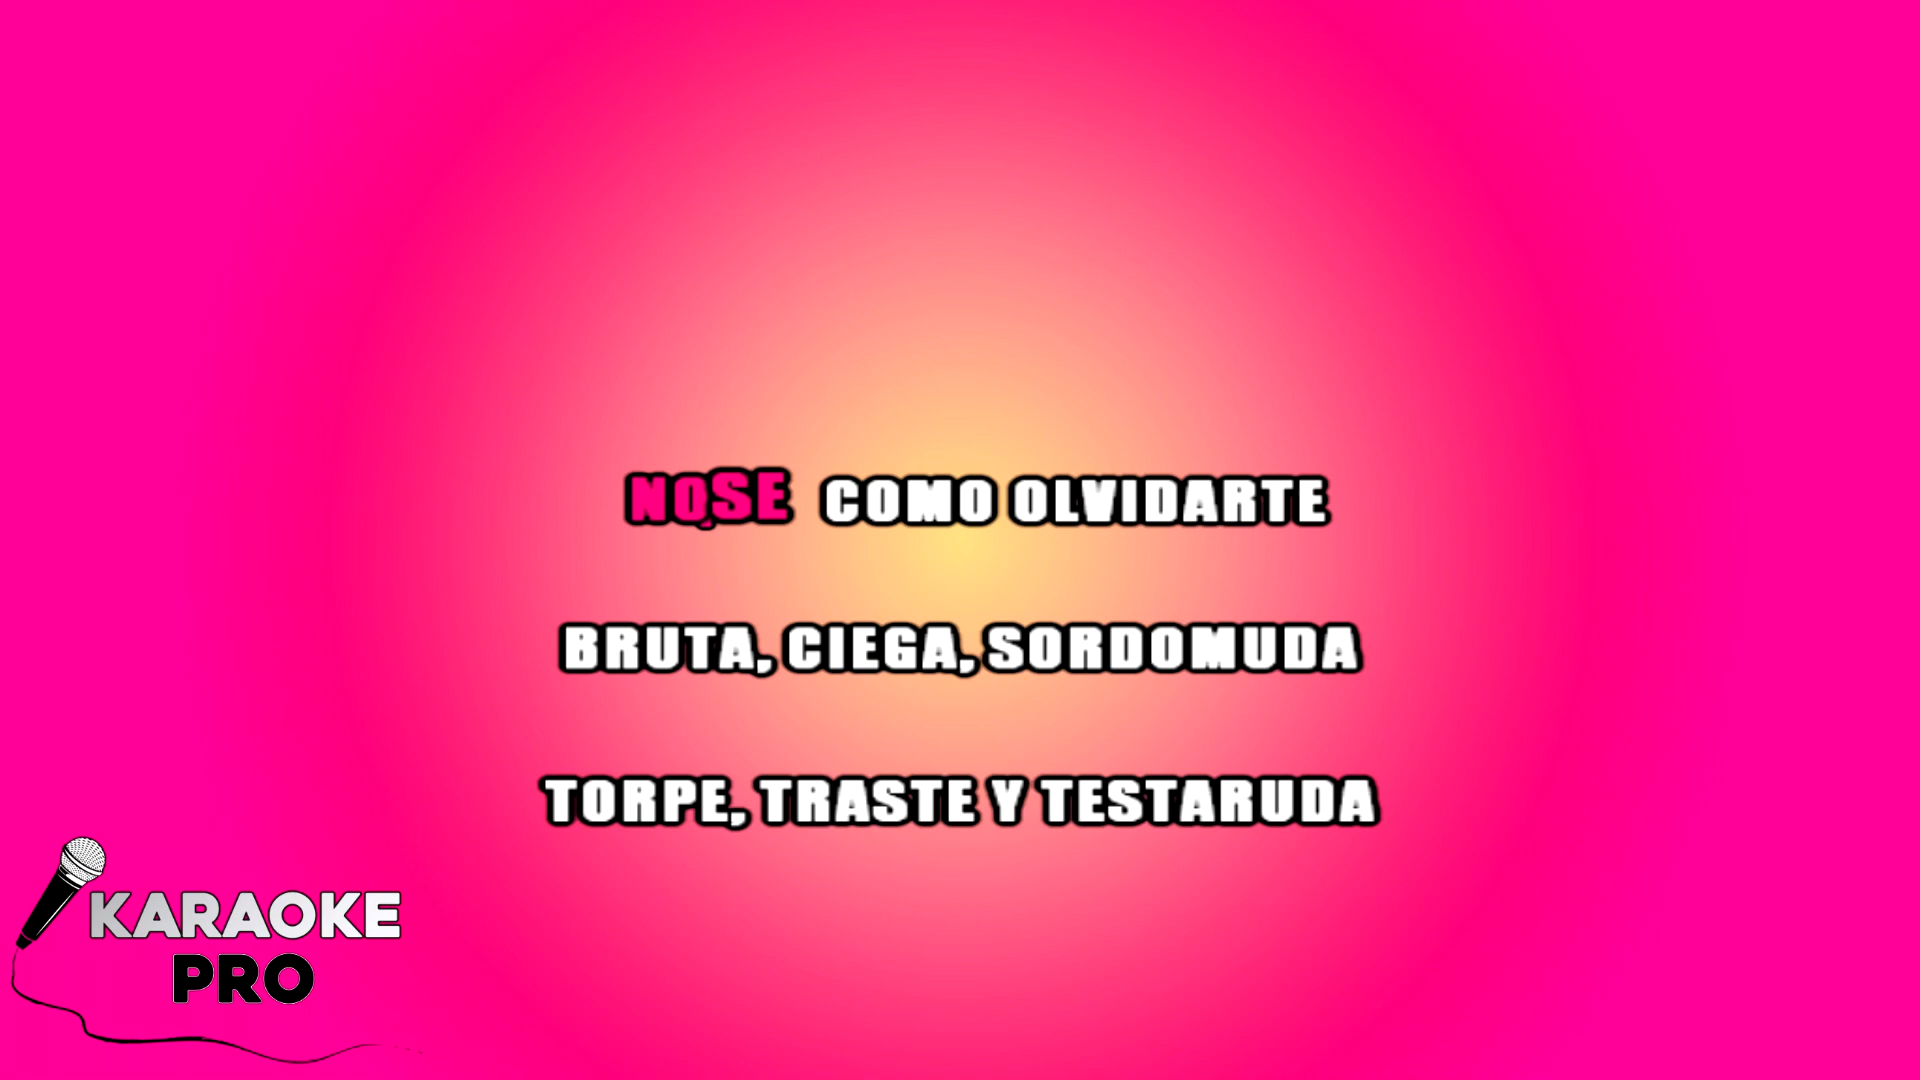 NO, SE COMO OLVIDARTE
BRUTA, CIEGA, SORDOMUDA
TORPE, TRASTE Y TESTARUDA
KARAOKE
PRO